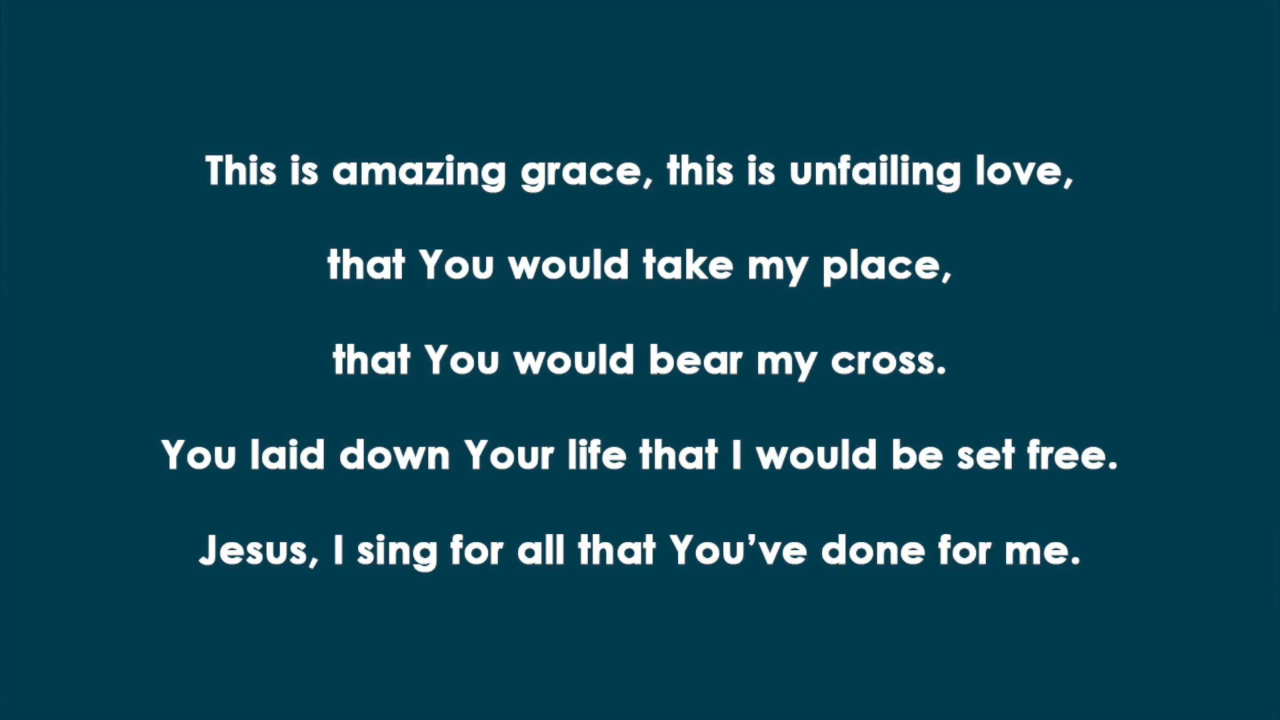 This is amazing grace, this is unfailing love,
that You would take my place,
that You would bear my cross.
You laid down Your life that I would be set free.
Jesus, I sing for all that You’ve done for me.